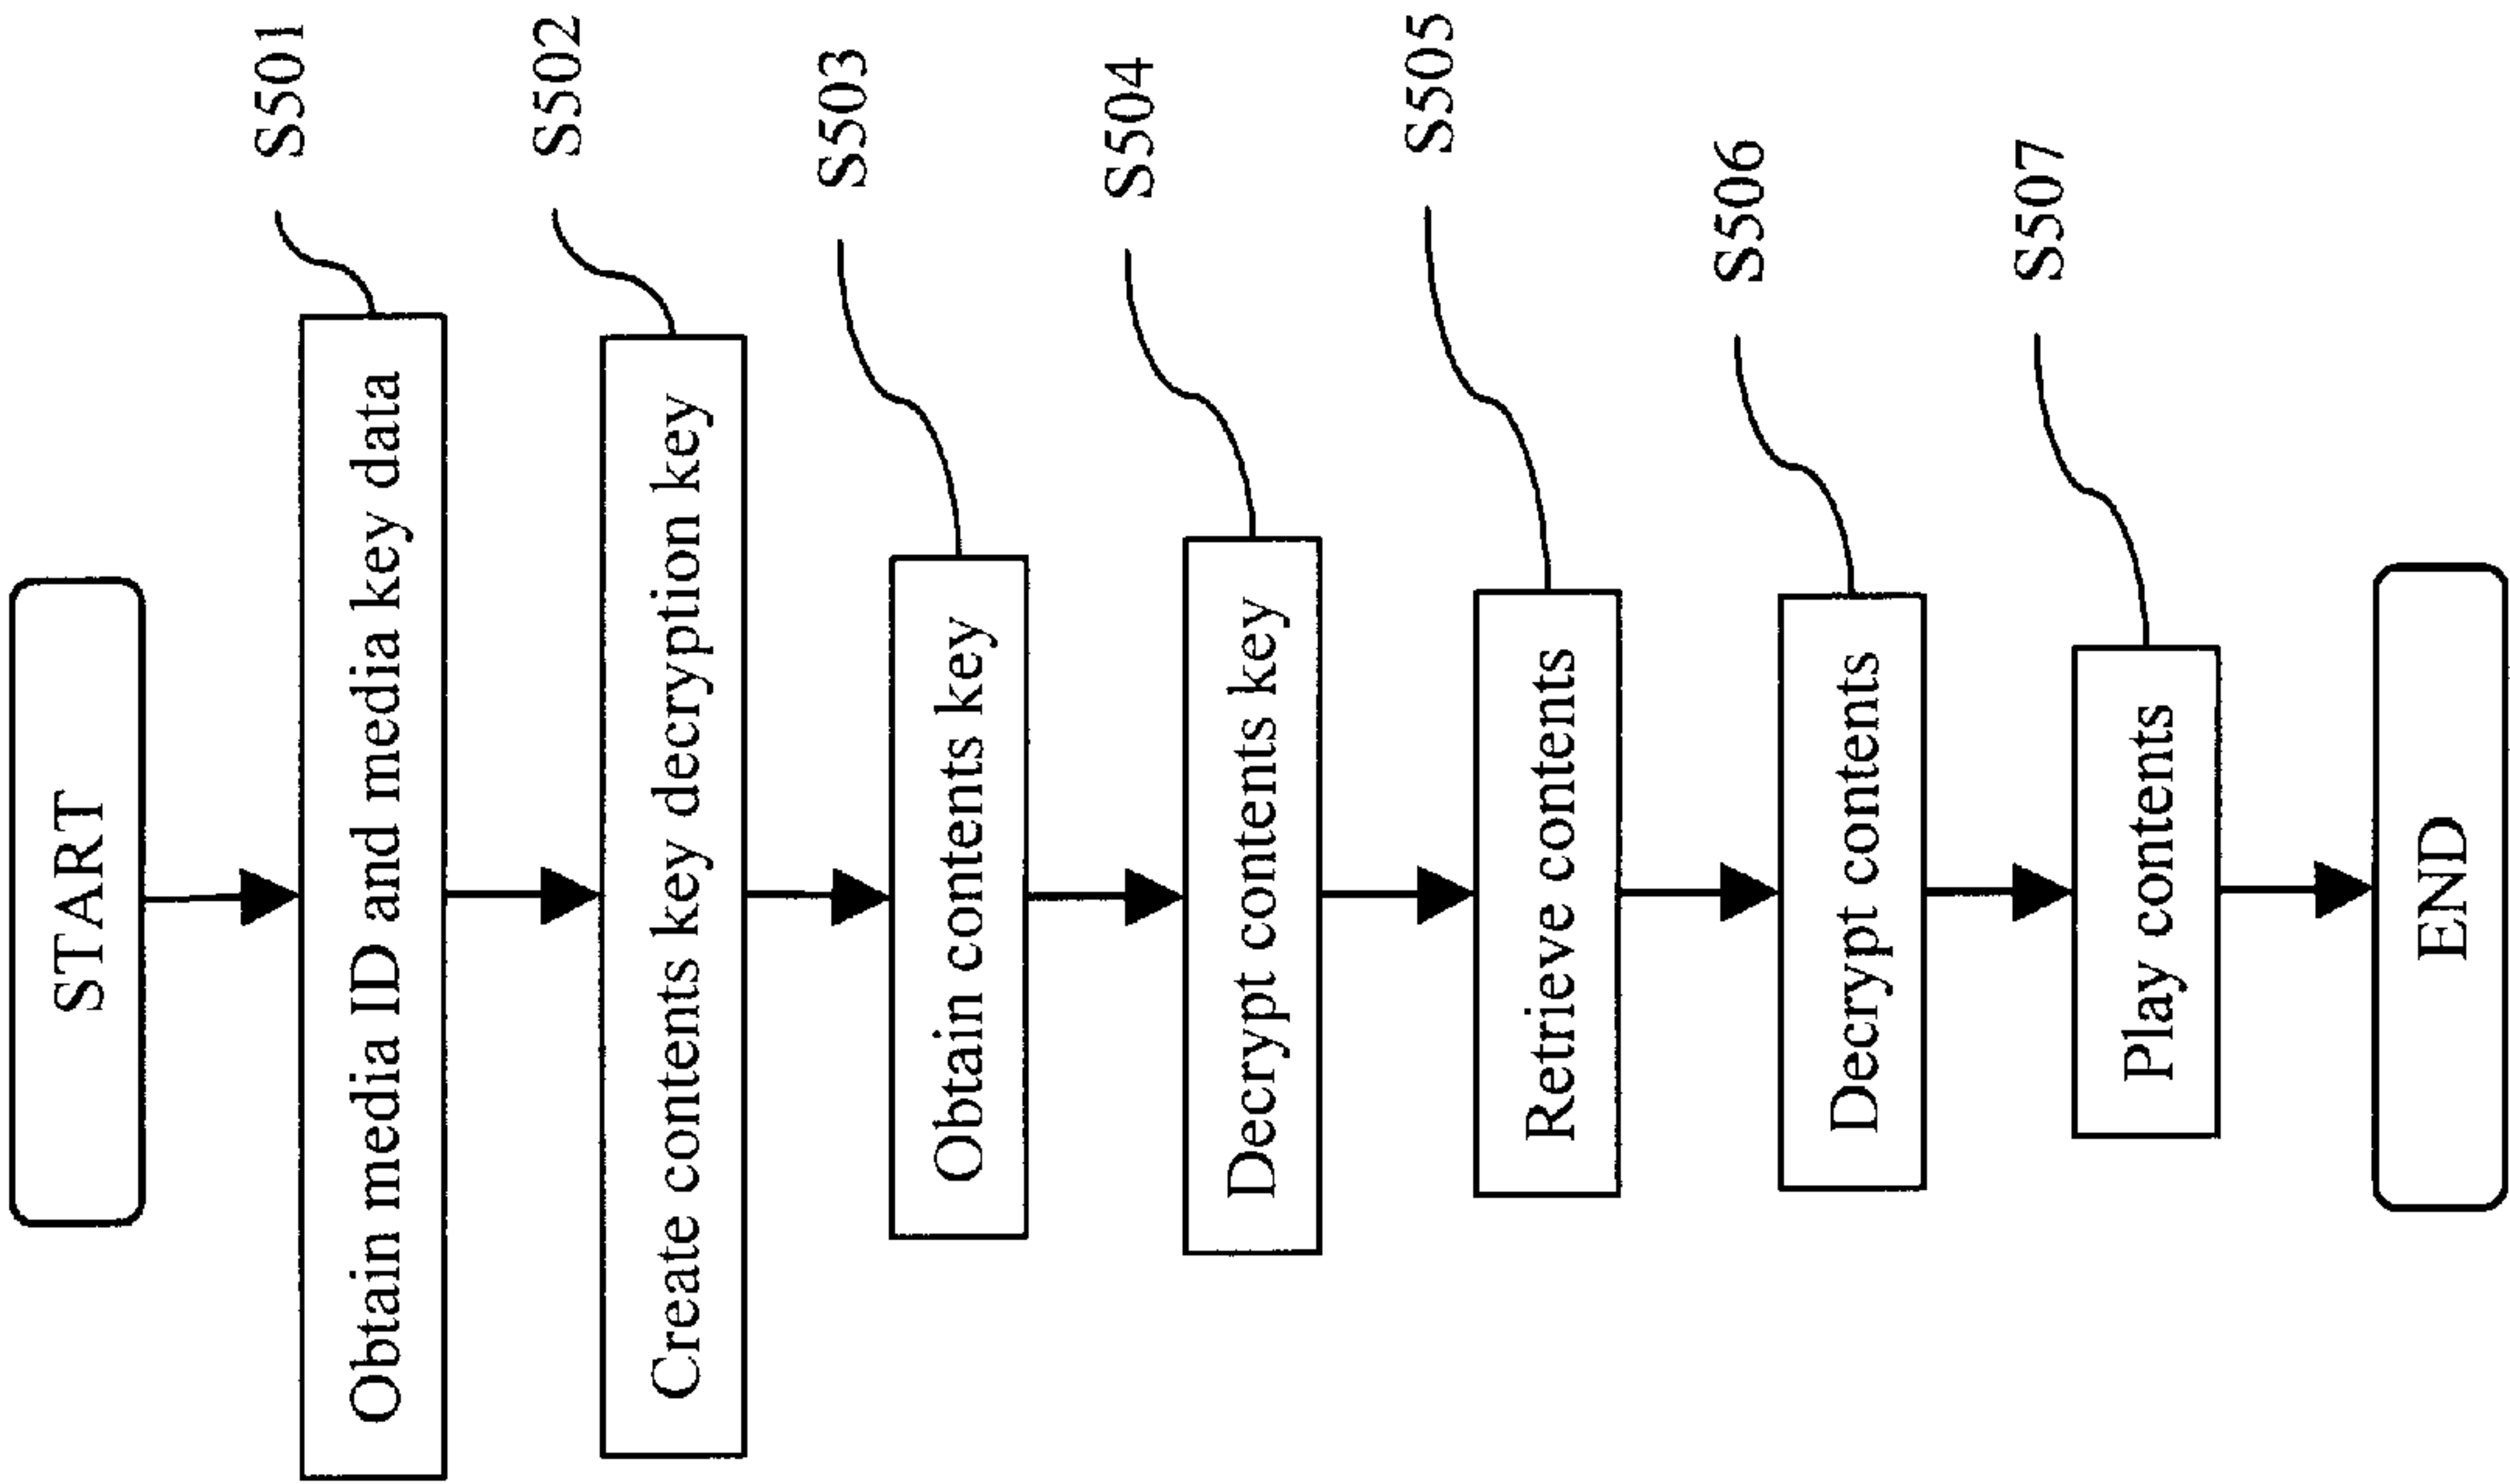 START
Obtain media ID and media key data
S501
Create contents key decryption key
S502
Obtain contents key
S503
Decrypt contents key
S504
Retrieve contents
S505
Decrypt contents
S506
Play contents
S507
END